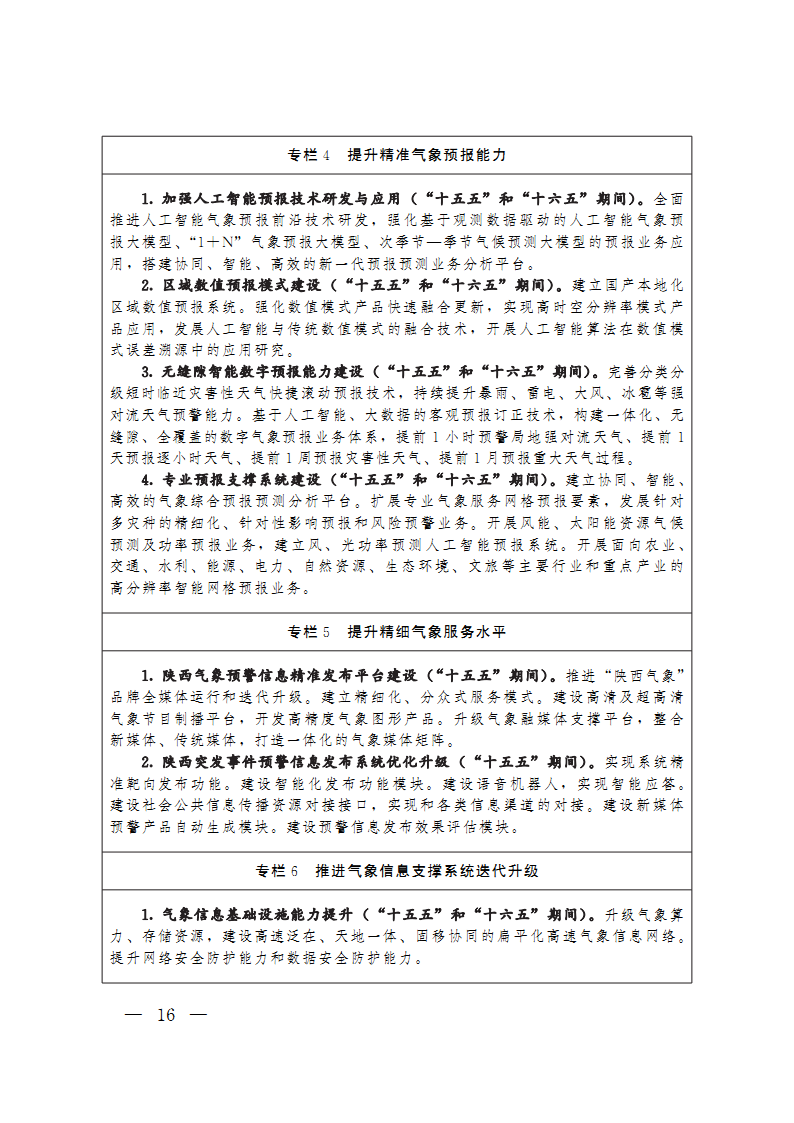 专栏 4　提升精准气象预报能力
1. 加强人工智能预报技术研发与应用（“十五五”和“十六五”期间）。全面
推进人工智能气象预报前沿技术研发，强化基于观测数据驱动的人工智能气象预
报大模型、“1＋N”气象预报大模型、次季节—季节气候预测大模型的预报业务应
用，搭建协同、智能、高效的新一代预报预测业务分析平台。
2. 区域数值预报模式建设（“十五五”和“十六五”期间）。建立国产本地化
区域数值预报系统。强化数值模式产品快速融合更新，实现高时空分辨率模式产
品应用，发展人工智能与传统数值模式的融合技术，开展人工智能算法在数值模
式误差溯源中的应用研究。
3. 无缝隙智能数字预报能力建设（“十五五”和“十六五”期间）。完善分类分
级短时临近灾害性天气快捷滚动预报技术，持续提升暴雨、雷电、大风、冰雹等强
对流天气预警能力。基于人工智能、大数据的客观预报订正技术，构建一体化、无
缝隙、全覆盖的数字气象预报业务体系，提前 1 小时预警局地强对流天气、提前 1
天预报逐小时天气、提前 1 周预报灾害性天气、提前 1 月预报重大天气过程。
4. 专业预报支撑系统建设（“十五五”和“十六五”期间）。建立协同、智能、
高效的气象综合预报预测分析平台。扩展专业气象服务网格预报要素，发展针对
多灾种的精细化、针对性影响预报和风险预警业务。开展风能、太阳能资源气候
预测及功率预报业务，建立风、光功率预测人工智能预报系统。开展面向农业、
交通、水利、能源、电力、自然资源、生态环境、文旅等主要行业和重点产业的
高分辨率智能网格预报业务。
专栏 5　提升精细气象服务水平
1. 陕西气象预警信息精准发布平台建设（“十五五”期间）。推进“陕西气象”
品牌全媒体运行和迭代升级。建立精细化、分众式服务模式。建设高清及超高清
气象节目制播平台，开发高精度气象图形产品。升级气象融媒体支撑平台，整合
新媒体、传统媒体，打造一体化的气象媒体矩阵。
2. 陕西突发事件预警信息发布系统优化升级（“十五五”期间）。实现系统精
准靶向发布功能。建设智能化发布功能模块。建设语音机器人，实现智能应答。
建设社会公共信息传播资源对接接口，实现和各类信息渠道的对接。建设新媒体
预警产品自动生成模块。建设预警信息发布效果评估模块。
专栏 6　推进气象信息支撑系统迭代升级
1. 气象信息基础设施能力提升（“十五五”和“十六五”期间）。升级气象算
力、存储资源，建设高速泛在、天地一体、固移协同的扁平化高速气象信息网络。
提升网络安全防护能力和数据安全防护能力。
— 16 —